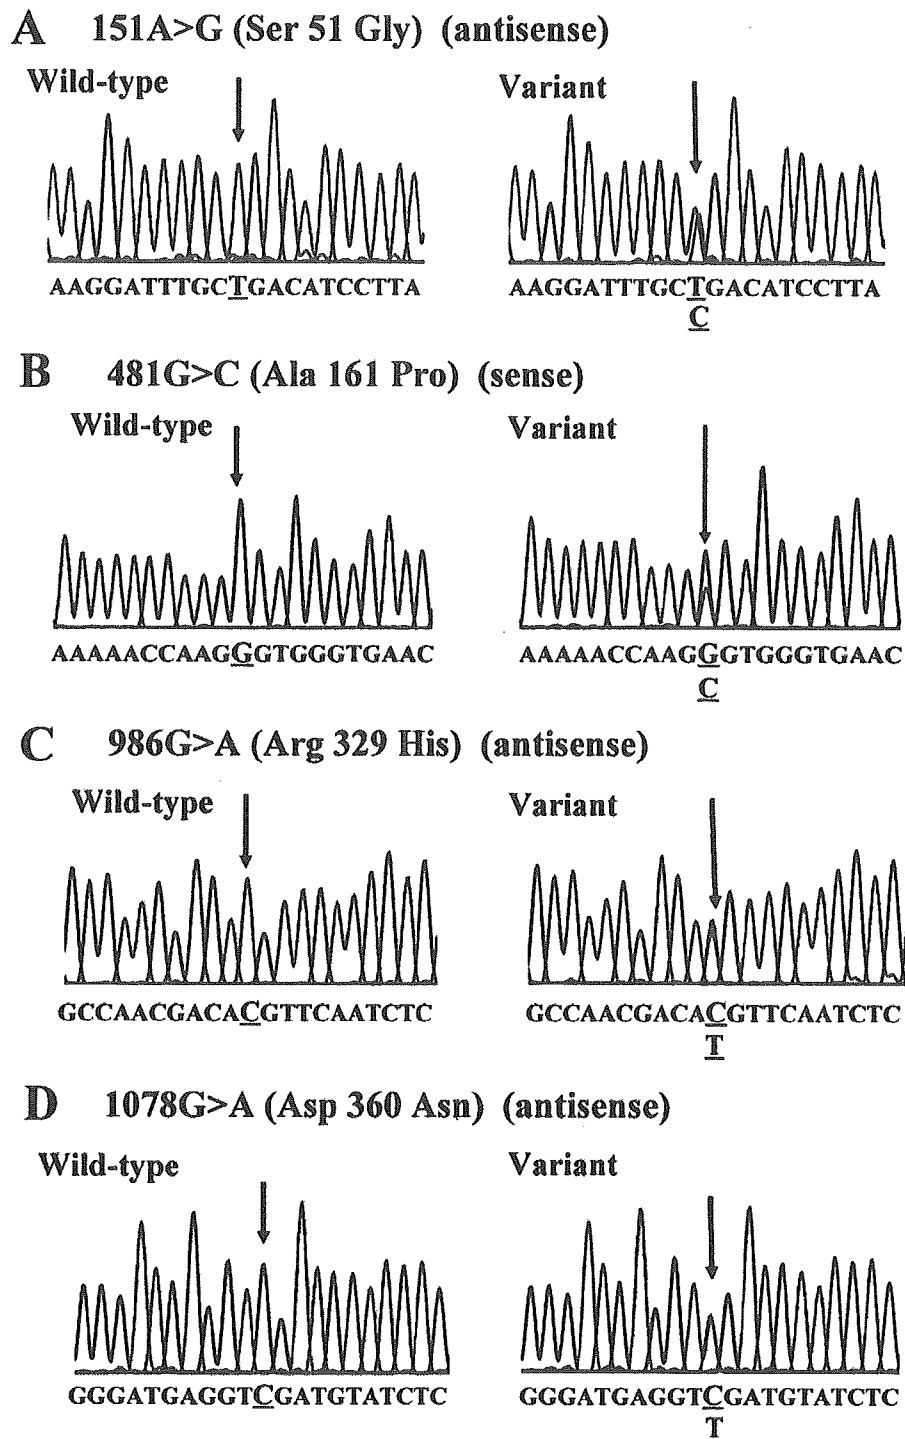 A 151A>G (Ser 51 Gly) (antisense)
Wild-type Variant
AAGGATTTGCTGACATCCTTA AAGGATTTGCTGACATCCTTA
C
B 481G>C (Ala 161 Pro) (sense)
Wild-type Variant
AAAAACCAAGGGTGGGTGAAC AAAAACCAAGGGTGGGTGAAC
C
C 986G>A (Arg 329 His) (antisense)
Wild-type Variant
GCCAACGACACGTTCAATCTC GCCAACGACACGTTCAATCTC
T
D 1078G>A (Asp 360 Asn) (antisense)
Wild-type Variant
GGGATGAGGTCGATGTATCTC GGGATGAGGTCGATGTATCTC
T